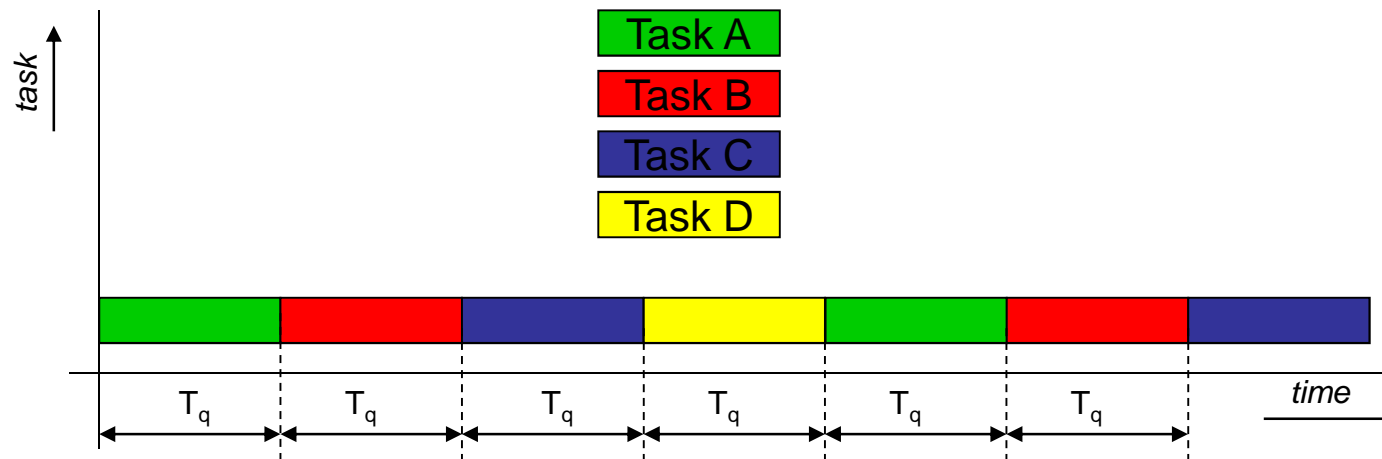 task
Task A
Task B
Task C
Task D
time
Tq Tq Tq Tq Tq Tq